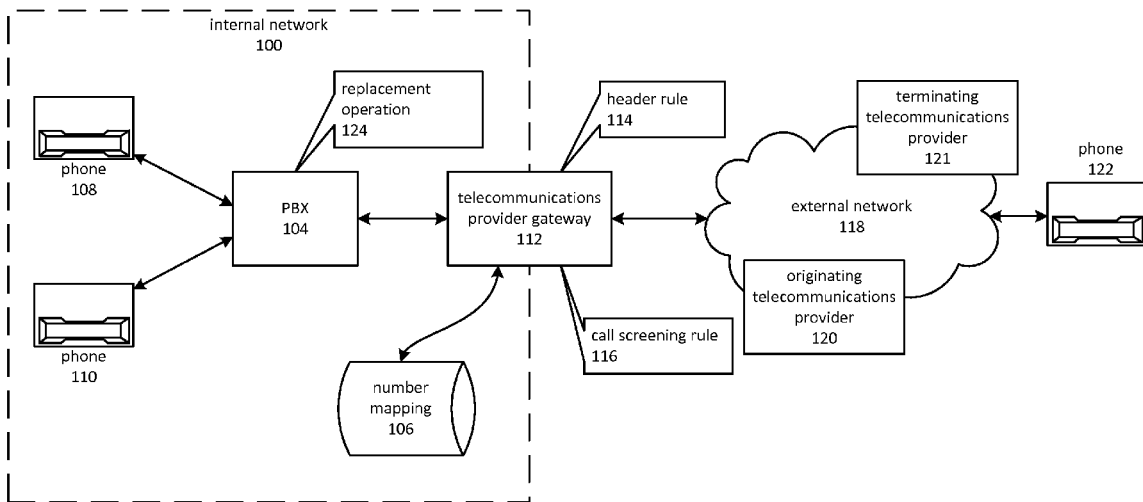 internal network
100
phone
108
phone
110
replacement
operation
124
PBX
104
number
mapping
106
header rule
114
telecommunications
provider gateway
112
call screening rule
116
terminating
telecommunications
provider
121
external network
118
originating
telecommunications
provider
120
phone
122